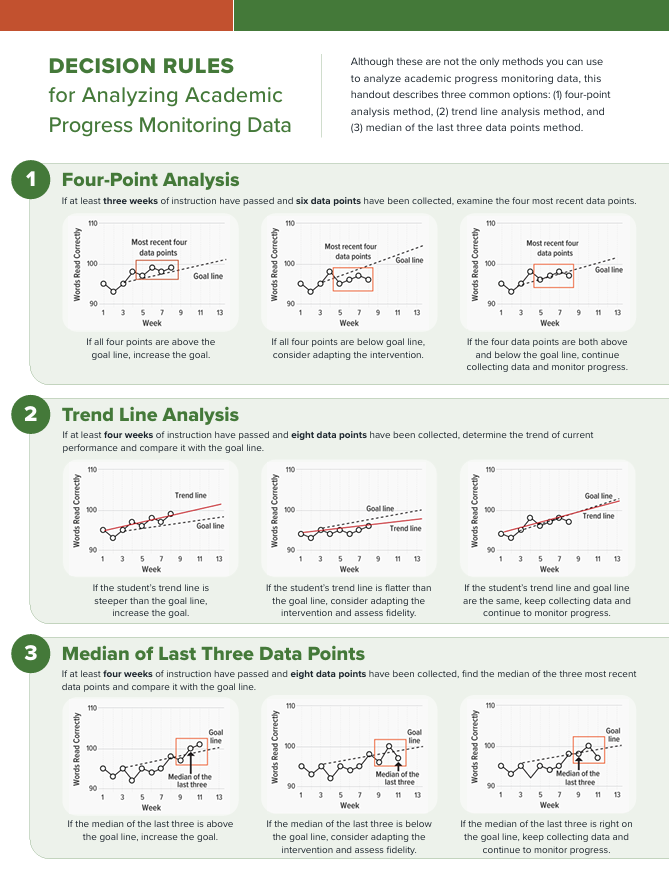 DECISION RULES
for Analyzing Academic
Progress Monitoring Data
Although these are not the only methods you can use
to analyze academic progress monitoring data, this
handout describes three common options: (1) four-point
analysis method, (2) trend line analysis method, and
(3) median of the last three data points method.
1
Four-Point Analysis
If at least three weeks of instruction have passed and six data points have been collected, examine the four most recent data points.
Words Read Correctly
110
100
90
Most recent four
data points
Goal line
1 3 5 7 9 11 13
Week
If all four points are above the
goal line, increase the goal.
Words Read Correctly
110
100
90
Most recent four
data points
Goal line
1 3 5 7 9 11 13
Week
If all four points are below goal line,
consider adapting the intervention.
Words Read Correctly
110
100
90
Most recent four
data points
Goal line
1 3 5 7 9 11 13
Week
If the four data points are both above
and below the goal line, continue
collecting data and monitor progress.
2
Trend Line Analysis
If at least four weeks of instruction have passed and eight data points have been collected, determine the trend of current
performance and compare it with the goal line.
Words Read Correctly
110
100
90
Trend line
Goal line
1 3 5 7 9 11 13
Week
If the student's trend line is
steeper than the goal line,
increase the goal.
Words Read Correctly
110
100
90
Goal line
Trend line
1 3 5 7 9 11 13
Week
If the student's trend line is flatter than
the goal line, consider adapting the
intervention and assess fidelity.
Words Read Correctly
110
100
90
Goal line
Trend line
1 3 5 7 9 11 13
Week
If the student's trend line and goal line
are the same, keep collecting data and
continue to monitor progress.
3
Median of Last Three Data Points
If at least four weeks of instruction have passed and eight data points have been collected, find the median of the three most recent
data points and compare it with the goal line.
Words Read Correctly
110
100
90
Goal
line
Median of the
last three
1 3 5 7 9 11 13
Week
If the median of the last three is above
the goal line, increase the goal.
Words Read Correctly
110
100
90
Goal
line
Median of the
last three
1 3 5 7 9 11 13
Week
If the median of the last three is below
the goal line, consider adapting the
intervention and assess fidelity.
Words Read Correctly
110
100
90
Goal
line
Median of the
last three
1 3 5 7 9 11 13
Week
If the median of the last three is right on
the goal line, keep collecting data and
continue to monitor progress.